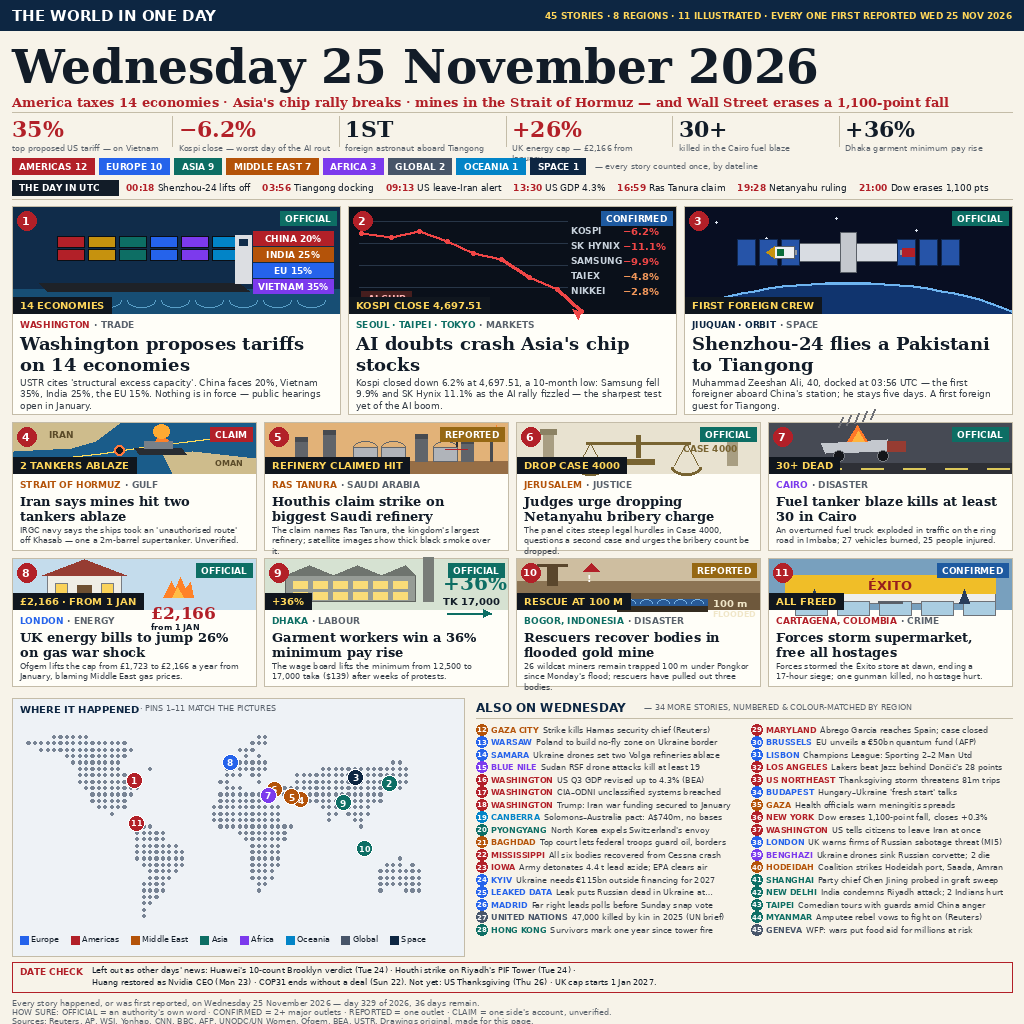 THE WORLD IN ONE DAY
45 STORIES · 8 REGIONS · 11 ILLUSTRATED · EVERY ONE FIRST REPORTED WED 25 NOV 2026
Wednesday 25 November 2026
America taxes 14 economies · Asia's chip rally breaks · mines in the Strait of Hormuz — and Wall Street erases a 1,100-point fall
35%
top proposed US tariff — on Vietnam
−6.2%
Kospi close — worst day of the AI rout
1ST
foreign astronaut aboard Tiangong
+26%
UK energy cap — £2,166 from
30+
killed in the Cairo fuel blaze
+36%
Dhaka garment minimum pay rise
AMERICAS 12
EUROPE 10
ASIA 9
MIDDLE EAST 7
AFRICA 3
GLOBAL 2
OCEANIA 1
SPACE 1
— every story counted once, by dateline
THE DAY IN UTC
00:18 Shenzhou-24 lifts off
03:56 Tiangong docking
09:13 US leave-Iran alert
13:30 US GDP 4.3%
16:59 Ras Tanura claim
19:28 Netanyahu ruling
21:00 Dow erases 1,100 pts
1
OFFICIAL
CHINA 20%
INDIA 25%
EU 15%
VIETNAM 35%
14 ECONOMIES
WASHINGTON · TRADE
Washington proposes tariffs
on 14 economies
USTR cites 'structural excess capacity'. China faces 20%, Vietnam
35%, India 25%, the EU 15%. Nothing is in force — public hearings
open in January.
2
CONFIRMED
KOSPI −6.2%
SK HYNIX −11.1%
SAMSUNG −9.9%
TAIEX −4.8%
NIKKEI −2.8%
KOSPI CLOSE 4,697.51
SEOUL · TAIPEI · TOKYO · MARKETS
AI doubts crash Asia's chip
stocks
Kospi closed down 6.2% at 4,697.51, a 10-month low: Samsung fell
9.9% and SK Hynix 11.1% as the AI rally fizzled — the sharpest test
yet of the AI boom.
3
OFFICIAL
FIRST FOREIGN CREW
JIUQUAN · ORBIT · SPACE
Shenzhou-24 flies a Pakistani
to Tiangong
Muhammad Zeeshan Ali, 40, docked at 03:56 UTC — the first
foreigner aboard China's station; he stays five days. A first foreign
guest for Tiangong.
4
IRAN
CLAIM
OMAN
2 TANKERS ABLAZE
STRAIT OF HORMUZ · GULF
Iran says mines hit two
tankers ablaze
IRGC navy says the ships took an 'unauthorised route'
off Khasab — one a 2m-barrel supertanker. Unverified.
5
REPORTED
REFINERY CLAIMED HIT
RAS TANURA · SAUDI ARABIA
Houthis claim strike on
biggest Saudi refinery
The claim names Ras Tanura, the kingdom's largest
refinery; satellite images show thick black smoke over
it.
6
OFFICIAL
CASE 4000
DROP CASE 4000
JERUSALEM · JUSTICE
Judges urge dropping
Netanyahu bribery charge
The panel cites steep legal hurdles in Case 4000,
questions a second case and urges the bribery count be
dropped.
7
OFFICIAL
30+ DEAD
CAIRO · DISASTER
Fuel tanker blaze kills at least
30 in Cairo
An overturned fuel truck exploded in traffic on the ring
road in Imbaba; 27 vehicles burned, 25 people injured.
8
OFFICIAL
£2,166 · FROM 1 JAN
£2,166
from 1 JAN
LONDON · ENERGY
UK energy bills to jump 26%
on gas war shock
Ofgem lifts the cap from £1,723 to £2,166 a year from
January, blaming Middle East gas prices.
9
OFFICIAL
+36%
TK 17,000
+36%
DHAKA · LABOUR
Garment workers win a 36%
minimum pay rise
The wage board lifts the minimum from 12,500 to
17,000 taka ($139) after weeks of protests.
10
REPORTED
RESCUE AT 100 M
100 m
FLOODED
BOGOR, INDONESIA · DISASTER
Rescuers recover bodies in
flooded gold mine
26 wildcat miners remain trapped 100 m under Pongkor
since Monday's flood; rescuers have pulled out three
bodies.
11
CONFIRMED
ÉXITO
ALL FREED
CARTAGENA, COLOMBIA · CRIME
Forces storm supermarket,
free all hostages
Forces stormed the Éxito store at dawn, ending a
17-hour siege; one gunman killed, no hostage hurt.
WHERE IT HAPPENED · PINS 1–11 MATCH THE PICTURES
8
3
1
2
7
5
4
9
11
10
Europe
Americas
Middle East
Asia
Africa
Oceania
Global
Space
ALSO ON WEDNESDAY — 34 MORE STORIES, NUMBERED & COLOUR-MATCHED BY REGION
12 GAZA CITY Strike kills Hamas security chief (Reuters)
13 WARSAW Poland to build no-fly zone on Ukraine border
14 SAMARA Ukraine drones set two Volga refineries ablaze
15 BLUE NILE Sudan RSF drone attacks kill at least 19
16 WASHINGTON US Q3 GDP revised up to 4.3% (BEA)
17 WASHINGTON CIA–ODNI unclassified systems breached
18 WASHINGTON Trump: Iran war funding secured to January
19 CANBERRA Solomons–Australia pact: A$740m, no bases
20 PYONGYANG North Korea expels Switzerland's envoy
21 BAGHDAD Top court lets federal troops guard oil, borders
22 MISSISSIPPI All six bodies recovered from Cessna crash
23 IOWA Army detonates 4.4 t lead azide; EPA clears air
24 KYIV Ukraine needs €115bn outside financing for 2027
25 LEAKED DATA Leak puts Russian dead in Ukraine at…
26 MADRID Far right leads polls before Sunday snap vote
27 UNITED NATIONS 47,000 killed by kin in 2025 (UN brief)
28 HONG KONG Survivors mark one year since tower fire
29 MARYLAND Ábrego Garcia reaches Spain; case closed
30 BRUSSELS EU unveils a €50bn quantum fund (AFP)
31 LISBON Champions League: Sporting 2–2 Man Utd
32 LOS ANGELES Lakers beat Jazz behind Dončić's 28 points
33 US NORTHEAST Thanksgiving storm threatens 81m trips
34 BUDAPEST Hungary–Ukraine 'fresh start' talks
35 GAZA Health officials warn meningitis spreads
36 NEW YORK Dow erases 1,100-point fall, closes +0.3%
37 WASHINGTON US tells citizens to leave Iran at once
38 LONDON UK warns firms of Russian sabotage threat (MI5)
39 BENGHAZI Ukraine drones sink Russian corvette; 2 die
40 HODEIDAH Coalition strikes Hodeidah port, Saada, Amran
41 SHANGHAI Party chief Chen Jining probed in graft sweep
42 NEW DELHI India condemns Riyadh attack; 2 Indians hurt
43 TAIPEI Comedian tours with guards amid China anger
44 MYANMAR Amputee rebel vows to fight on (Reuters)
45 GENEVA WFP: wars put food aid for millions at risk
DATE CHECK
Left out as other days' news: Huawei's 10-count Brooklyn verdict (Tue 24) · Houthi strike on Riyadh's PIF Tower (Tue 24) ·
Huang restored as Nvidia CEO (Mon 23) · COP31 ends without a deal (Sun 22). Not yet: US Thanksgiving (Thu 26) · UK cap starts 1 Jan 2027.
Every story happened, or was first reported, on Wednesday 25 November 2026 — day 329 of 2026, 36 days remain.
HOW SURE: OFFICIAL = an authority's own word · CONFIRMED = 2+ major outlets · REPORTED = one outlet · CLAIM = one side's account, unverified.
Sources: Reuters, AP, WSJ, Yonhap, CNN, BBC, AFP, UNODC/UN Women, Ofgem, BEA, USTR. Drawings original, made for this page.